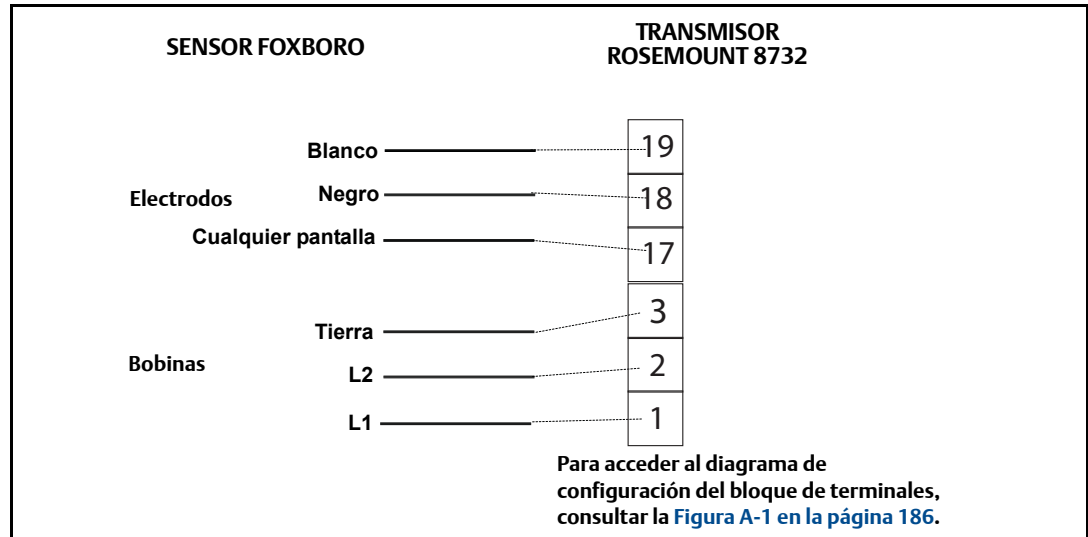 SENSOR FOXBORO
TRANSMISOR
ROSEMOUNT 8732
Blanco
19
Electrodos
Negro
18
Cualquier pantalla
17
Tierra
3
Bobinas
L2
2
L1
1
Para acceder al diagrama de
configuración del bloque de terminales,
consultar la Figura A-1 en la página 186.